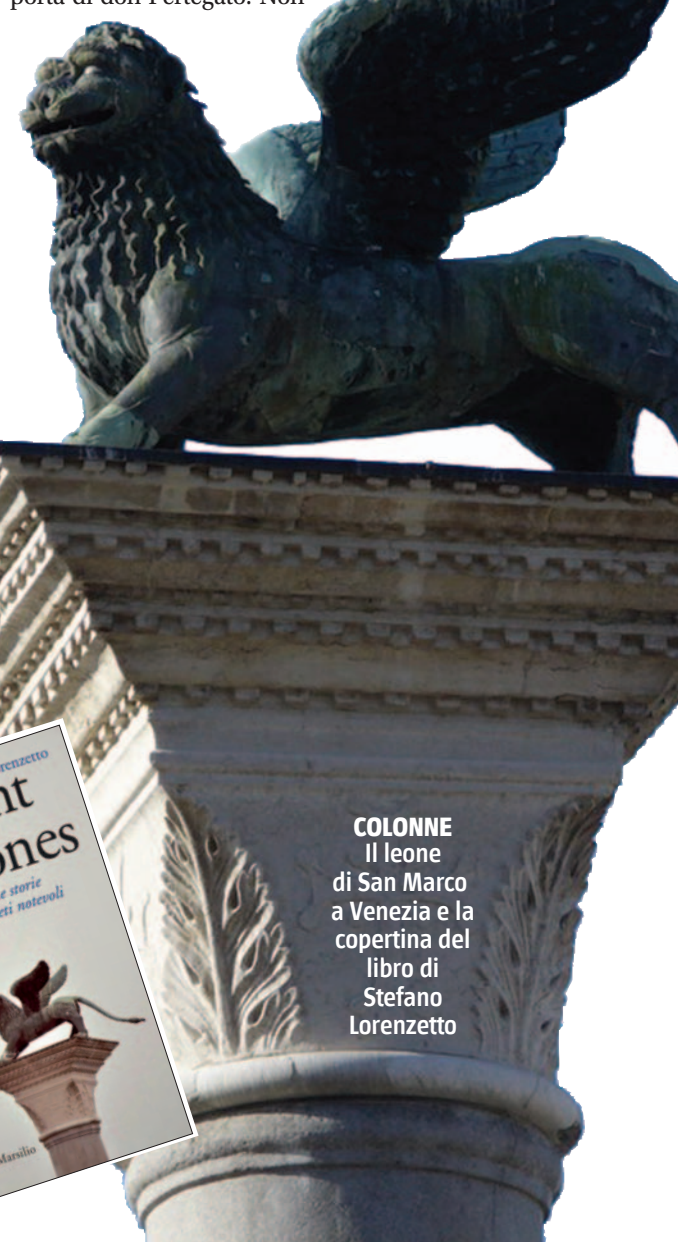 porta di don Pertegato. Non
renzetto
nt
ones
e storie
eti notevoli
Marsilio
COLONNE
Il leone
di San Marco
a Venezia e la
copertina del
libro di
Stefano
Lorenzetto